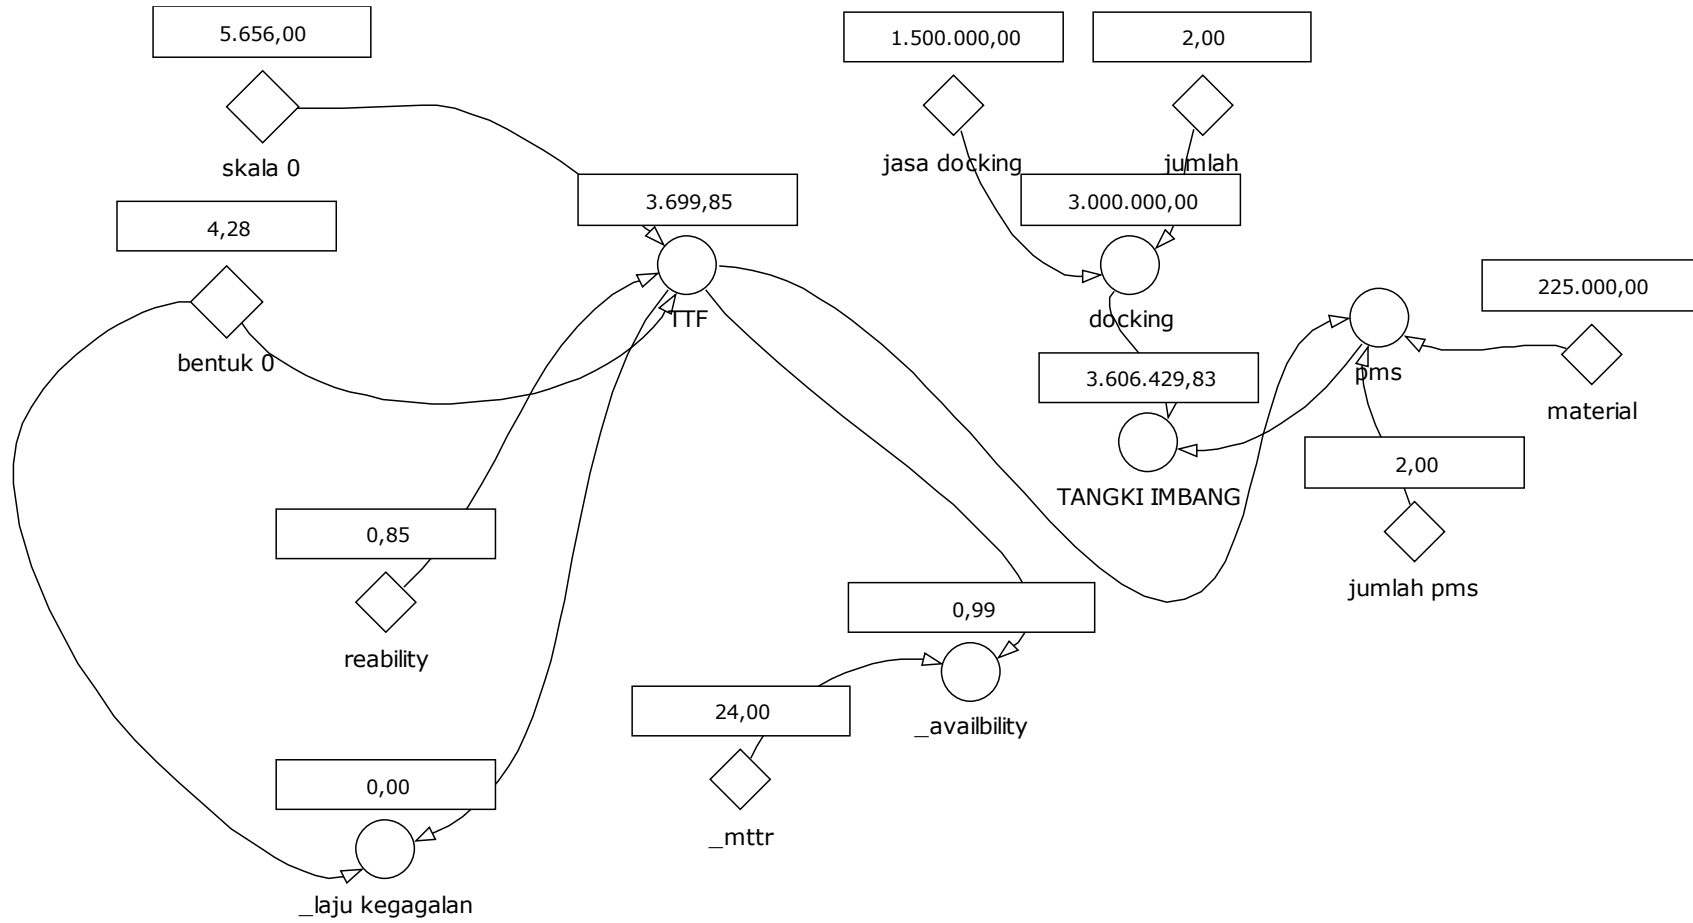 5.656,00
skala 0
1.500.000,00
2,00
jasa docking
jumlah
3.699,85
TTF
3.000.000,00
docking
4,28
bentuk 0
225.000,00
material
pms
3.606.429,83
TANGKI IMBANG
2,00
jumlah pms
0,85
reability
0,99
_availbility
24,00
_mttr
0,00
_laju kegagalan